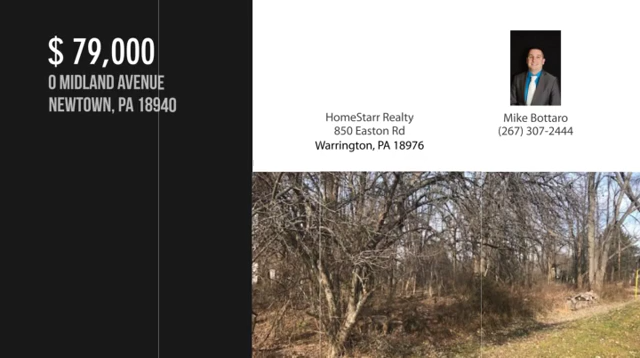 $ 79,000
0 MIDLAND AVENUE
NEWTOWN, PA 18940
HomeStarr Realty
850 Easton Rd
Warrington, PA 18976
Mike Bottaro
(267) 307-2444